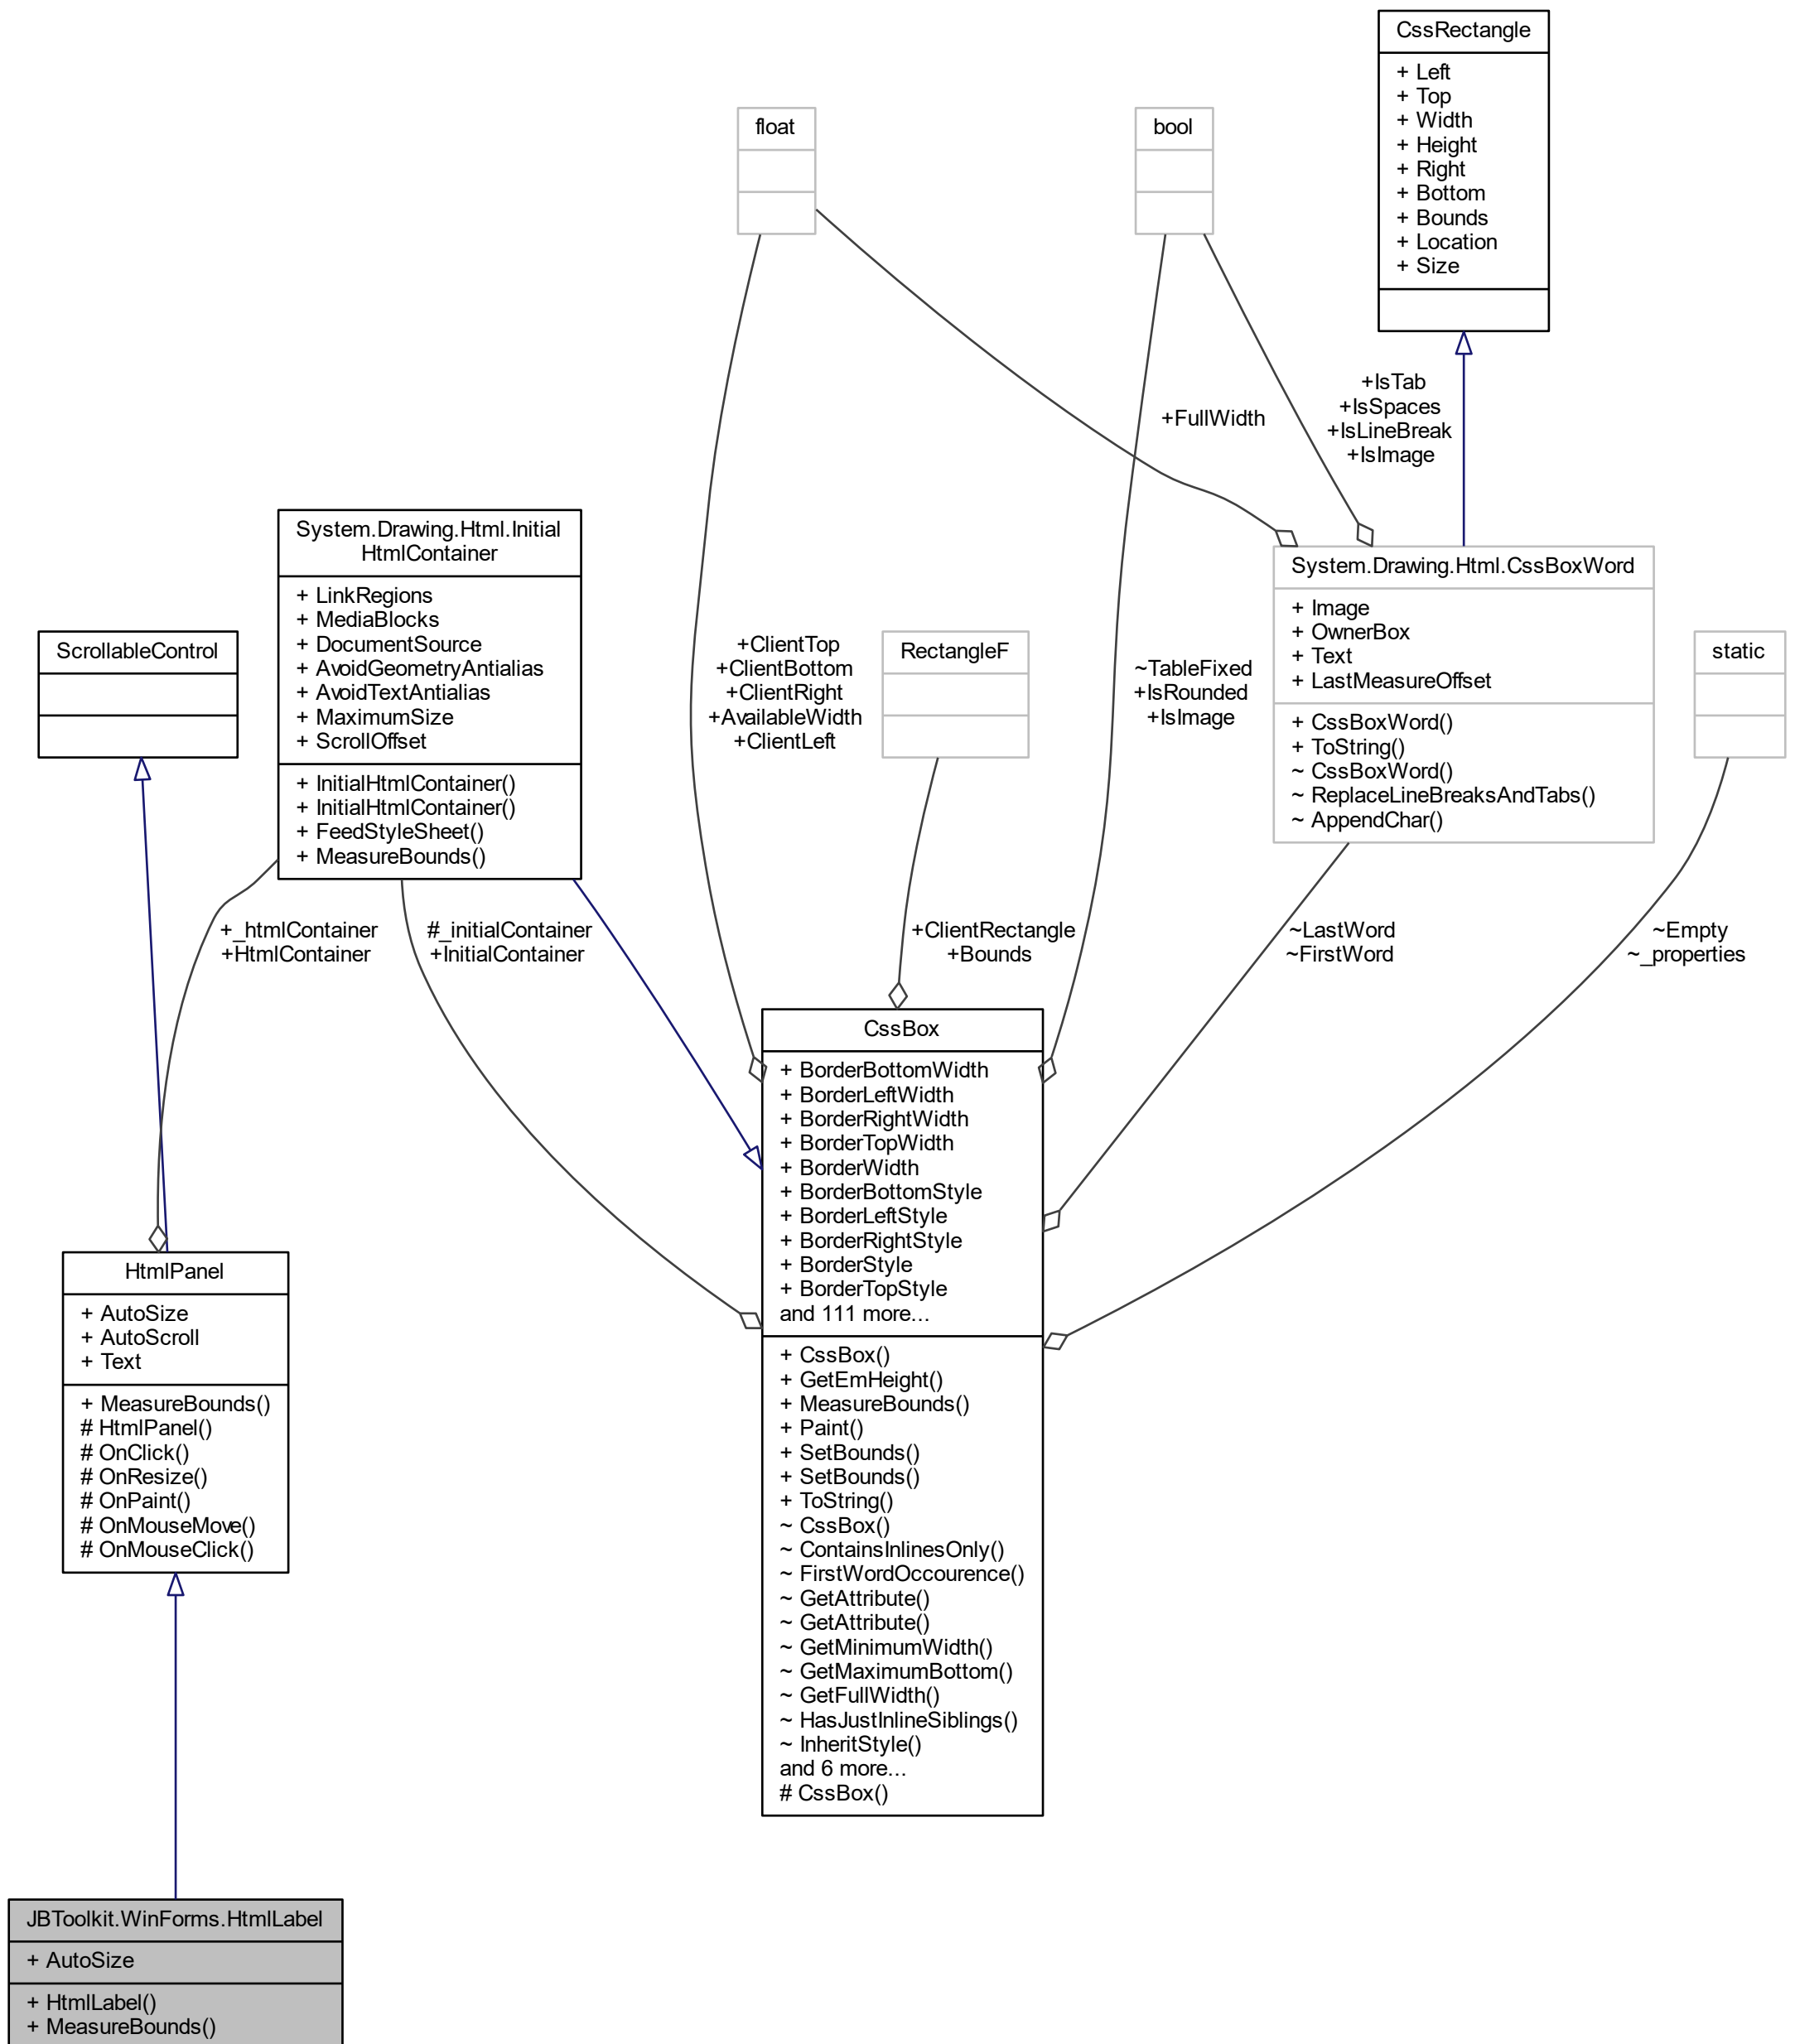 CssRectangle
+ Left
+ Top
+ Width
+ Height
+ Right
+ Bottom
+ Bounds
+ Location
+ Size
float
bool
+IsTab
+IsSpaces
+IsLineBreak
+IsImage
+FullWidth
System.Drawing.Html.Initial
HtmlContainer
+ LinkRegions
+ MediaBlocks
+ DocumentSource
+ AvoidGeometryAntialias
+ AvoidTextAntialias
+ MaximumSize
+ ScrollOffset
+ InitialHtmlContainer()
+ InitialHtmlContainer()
+ FeedStyleSheet()
+ MeasureBounds()
System.Drawing.Html.CssBoxWord
+ Image
+ OwnerBox
+ Text
+ LastMeasureOffset
+ CssBoxWord()
+ ToString()
~ CssBoxWord()
~ ReplaceLineBreaksAndTabs()
~ AppendChar()
ScrollableControl
+ClientTop
+ClientBottom
+ClientRight
+AvailableWidth
+ClientLeft
RectangleF
~TableFixed
+IsRounded
+IsImage
static
+_htmlContainer
+HtmlContainer
#_initialContainer
+InitialContainer
+ClientRectangle
+Bounds
~LastWord
~FirstWord
~Empty
~_properties
CssBox
+ BorderBottomWidth
+ BorderLeftWidth
+ BorderRightWidth
+ BorderTopWidth
+ BorderWidth
+ BorderBottomStyle
+ BorderLeftStyle
+ BorderRightStyle
+ BorderStyle
+ BorderTopStyle
and 111 more...
+ CssBox()
+ GetEmHeight()
+ MeasureBounds()
+ Paint()
+ SetBounds()
+ SetBounds()
+ ToString()
~ CssBox()
~ ContainsInlinesOnly()
~ FirstWordOccourence()
~ GetAttribute()
~ GetAttribute()
~ GetMinimumWidth()
~ GetMaximumBottom()
~ GetFullWidth()
~ HasJustInlineSiblings()
~ InheritStyle()
and 6 more...
# CssBox()
HtmlPanel
+ AutoSize
+ AutoScroll
+ Text
+ MeasureBounds()
# HtmlPanel()
# OnClick()
# OnResize()
# OnPaint()
# OnMouseMove()
# OnMouseClick()
JBToolkit.WinForms.HtmlLabel
+ AutoSize
+ HtmlLabel()
+ MeasureBounds()